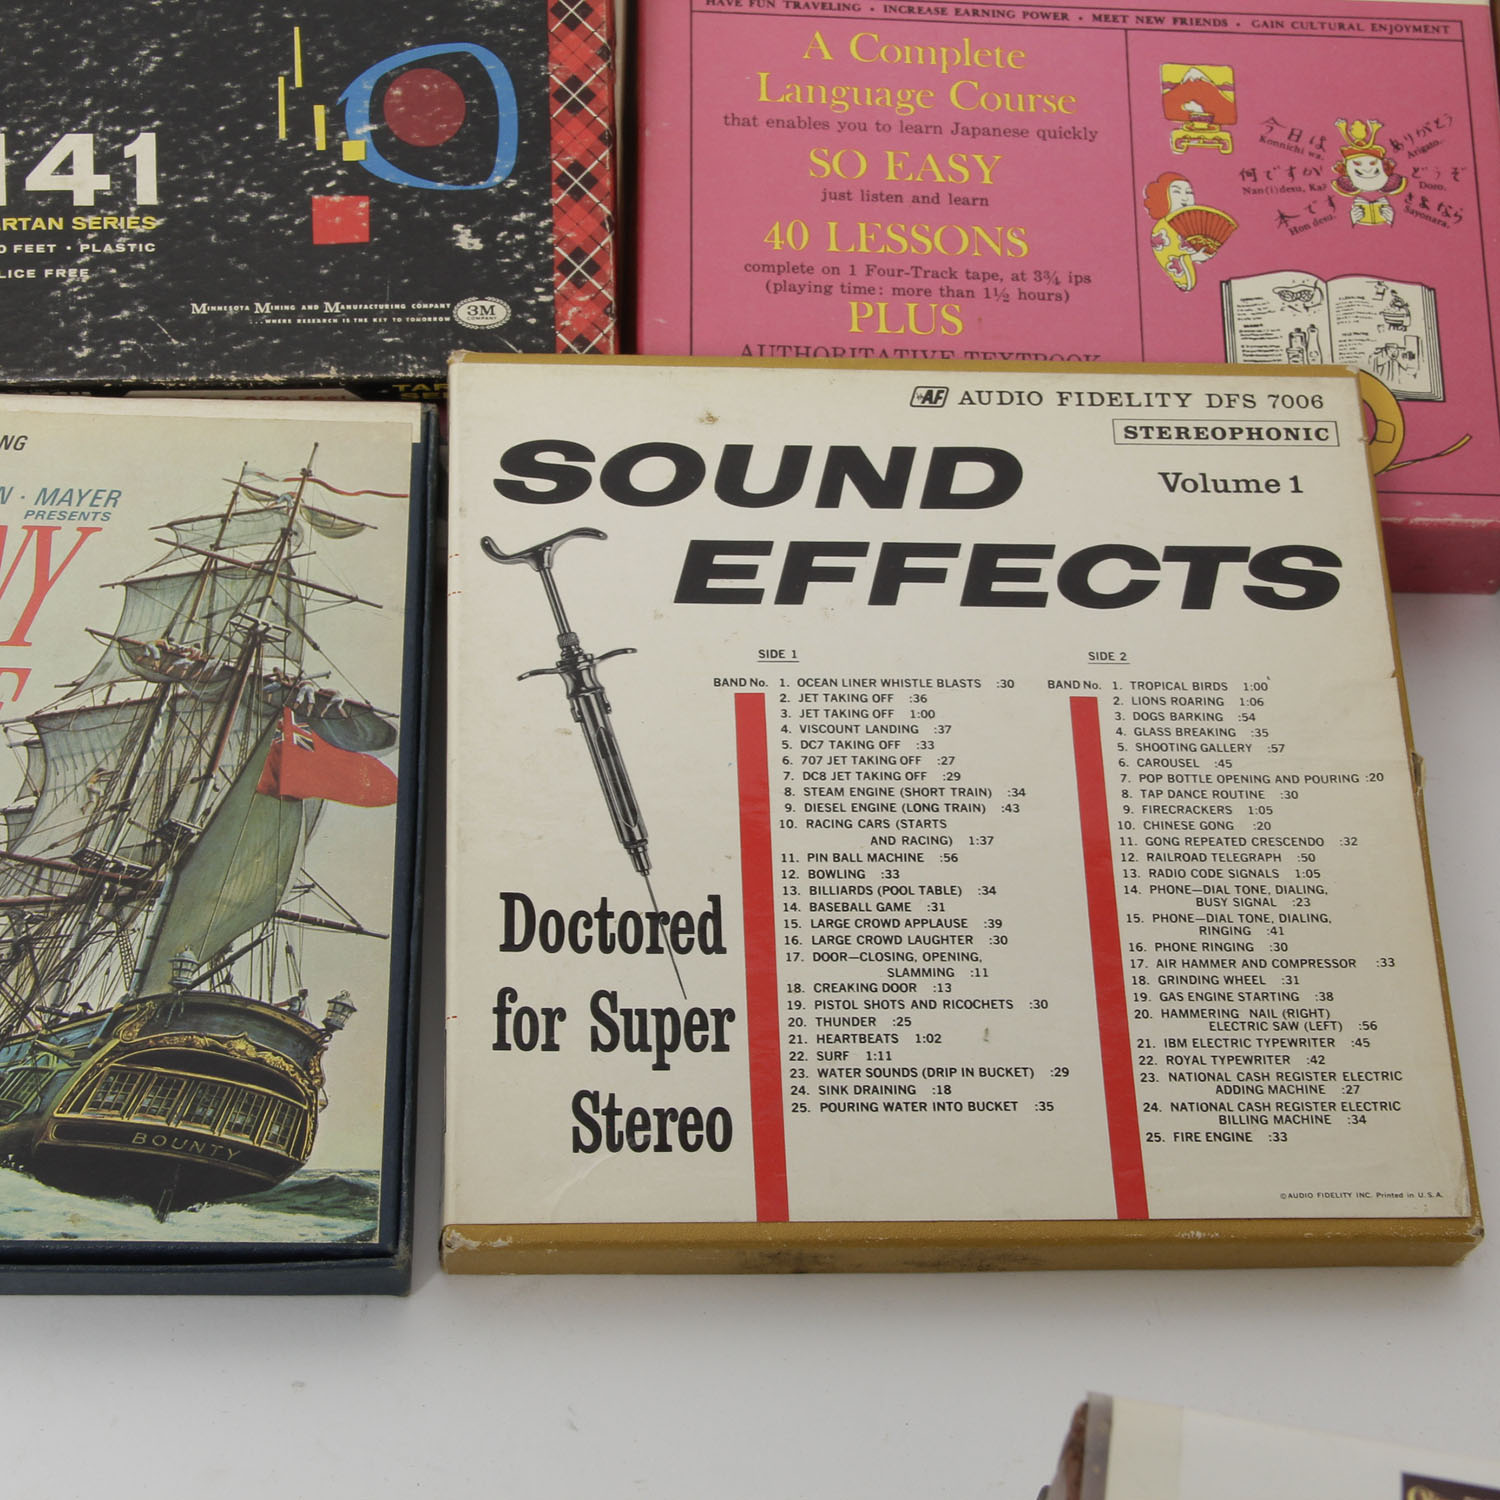 141
TARTAN SERIES
FEET · PLASTIC
SPLICE FREE
MINNESOTA MINING AND MANUFACTURING COMPANY
...WHERE RESEARCH IS THE KEY TO TOMORROW
3M
COMPANY
HAVE FUN TRAVELING • INCREASE EARNING POWER • MEET NEW FRIENDS • GAIN CULTURAL ENJOYMENT
A Complete
Language Course
that enables you to learn Japanese quickly
SO EASY
just listen and learn
40 LESSONS
complete on 1 Four-Track tape, at 3¾ ips
(playing time: more than 1½ hours)
PLUS
AUTHORITATIVE TEXTBOOK
今日は
Konnichi wa.
何ですか
Nan(i)desu, Ka?
本です
Hon desu.
ありがとう
Arigato.
どうぞ
Dozo.
さよなら
Sayonara.
MAYER
PRESENTS
BOUNTY
AF AUDIO FIDELITY DFS 7006
STEREOPHONIC
SOUND
Volume 1
EFFECTS
Doctored
for Super
Stereo
SIDE 1
BAND No. 1. OCEAN LINER WHISTLE BLASTS :30
2. JET TAKING OFF :36
3. JET TAKING OFF 1:00
4. VISCOUNT LANDING :37
5. DC7 TAKING OFF :33
6. 707 JET TAKING OFF :27
7. DC8 JET TAKING OFF :29
8. STEAM ENGINE (SHORT TRAIN) :34
9. DIESEL ENGINE (LONG TRAIN) :43
10. RACING CARS (STARTS
AND RACING) 1:37
11. PIN BALL MACHINE :56
12. BOWLING :33
13. BILLIARDS (POOL TABLE) :34
14. BASEBALL GAME :31
15. LARGE CROWD APPLAUSE :39
16. LARGE CROWD LAUGHTER :30
17. DOOR—CLOSING, OPENING,
SLAMMING :11
18. CREAKING DOOR :13
19. PISTOL SHOTS AND RICOCHETS :30
20. THUNDER :25
21. HEARTBEATS 1:02
22. SURF 1:11
23. WATER SOUNDS (DRIP IN BUCKET) :29
24. SINK DRAINING :18
25. POURING WATER INTO BUCKET :35
SIDE 2
BAND No. 1. TROPICAL BIRDS 1:00
2. LIONS ROARING 1:06
3. DOGS BARKING :54
4. GLASS BREAKING :35
5. SHOOTING GALLERY :57
6. CAROUSEL :45
7. POP BOTTLE OPENING AND POURING :20
8. TAP DANCE ROUTINE :30
9. FIRECRACKERS 1:05
10. CHINESE GONG :20
11. GONG REPEATED CRESCENDO :32
12. RAILROAD TELEGRAPH :50
13. RADIO CODE SIGNALS 1:05
14. PHONE—DIAL TONE, DIALING,
BUSY SIGNAL :23
15. PHONE—DIAL TONE, DIALING,
RINGING :41
16. PHONE RINGING :30
17. AIR HAMMER AND COMPRESSOR :33
18. GRINDING WHEEL :31
19. GAS ENGINE STARTING :38
20. HAMMERING NAIL (RIGHT)
ELECTRIC SAW (LEFT) :56
21. IBM ELECTRIC TYPEWRITER :45
22. ROYAL TYPEWRITER :42
23. NATIONAL CASH REGISTER ELECTRIC
ADDING MACHINE :27
24. NATIONAL CASH REGISTER ELECTRIC
BILLING MACHINE :34
25. FIRE ENGINE :33
© AUDIO FIDELITY INC. Printed in U.S.A.